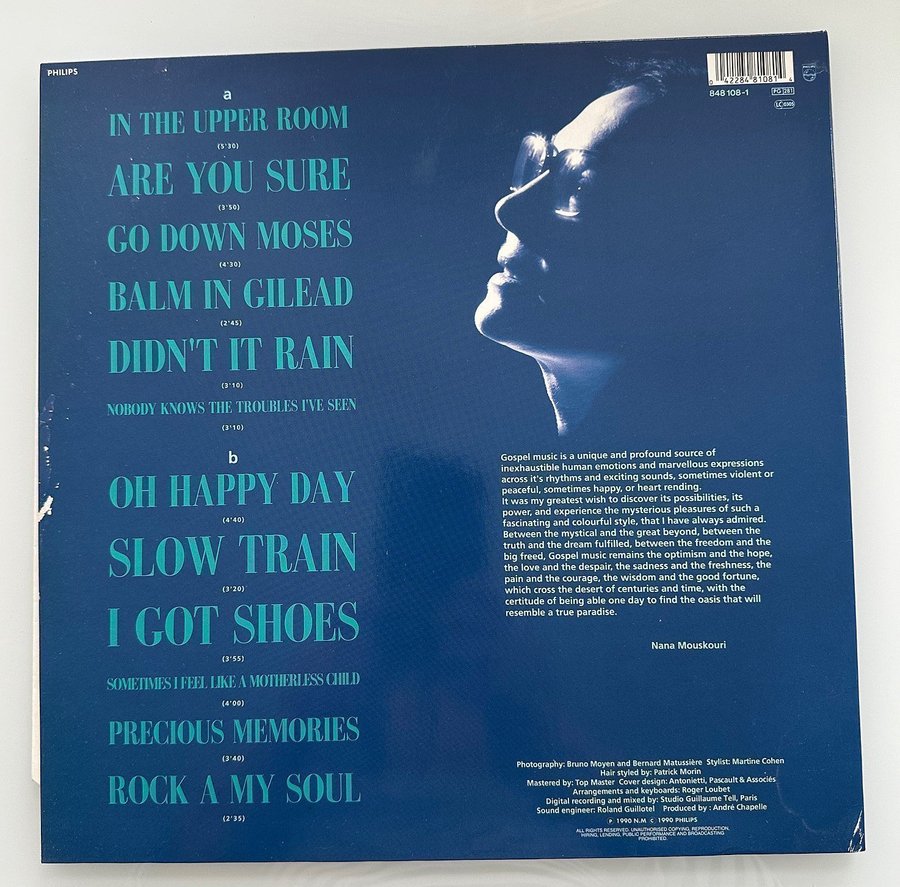 PHILIPS
a
IN THE UPPER ROOM
(5'30)
ARE YOU SURE
(3'50)
GO DOWN MOSES
(4'30)
BALM IN GILEAD
(2'45)
DIDN'T IT RAIN
(3'10)
NOBODY KNOWS THE TROUBLES I'VE SEEN
(3'10)
b
OH HAPPY DAY
(4'40)
SLOW TRAIN
(3'20)
I GOT SHOES
(3'55)
SOMETIMES I FEEL LIKE A MOTHERLESS CHILD
(4'00)
PRECIOUS MEMORIES
(3'40)
ROCK A MY SOUL
(2'35)
0 42284 81081 4
848 108-1
PG 281
LC 0305
PHILIPS
Gospel music is a unique and profound source of
inexhaustible human emotions and marvellous expressions
across it's rhythms and exciting sounds, sometimes violent or
peaceful, sometimes happy, or heart rending.
It was my greatest wish to discover its possibilities, its
power, and experience the mysterious pleasures of such a
fascinating and colourful style, that I have always admired.
Between the mystical and the great beyond, between the
truth and the dream fulfilled, between the freedom and the
big freed, Gospel music remains the optimism and the hope,
the love and the despair, the sadness and the freshness, the
pain and the courage, the wisdom and the good fortune,
which cross the desert of centuries and time, with the
certitude of being able one day to find the oasis that will
resemble a true paradise.
Nana Mouskouri
Photography: Bruno Moyen and Bernard Matussière Stylist: Martine Cohen
Hair styled by: Patrick Morin
Mastered by: Top Master Cover design: Antonietti, Pascault & Associés
Arrangements and keyboards: Roger Loubet
Digital recording and mixed by: Studio Guillaume Tell, Paris
Sound engineer: Roland Guillotel Produced by: André Chapelle
℗ 1990 N.M © 1990 PHILIPS
ALL RIGHTS RESERVED. UNAUTHORISED COPYING, REPRODUCTION,
HIRING, LENDING, PUBLIC PERFORMANCE AND BROADCASTING
PROHIBITED.